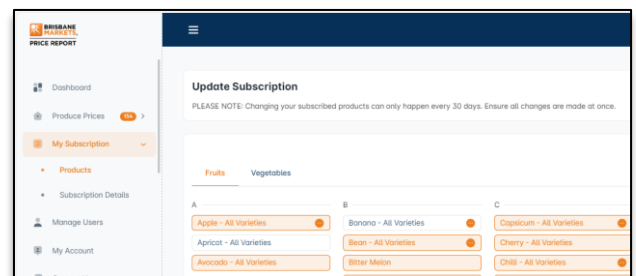 BRISBANE
MARKETS
PRICE REPORT
Dashboard
Produce Prices
My Subscription
Products
Subscription Details
Manage Users
My Account
Update Subscription
PLEASE NOTE: Changing your subscribed products can only happen every 30 days. Ensure all changes are made at once.
Fruits Vegetables
A B C
Apple - All Varieties Banana - All Varieties Capsicum - All Varieties
Apricot - All Varieties Bean - All Varieties Cherry - All Varieties
Avocado - All Varieties Bitter Melon Chilli - All Varieties